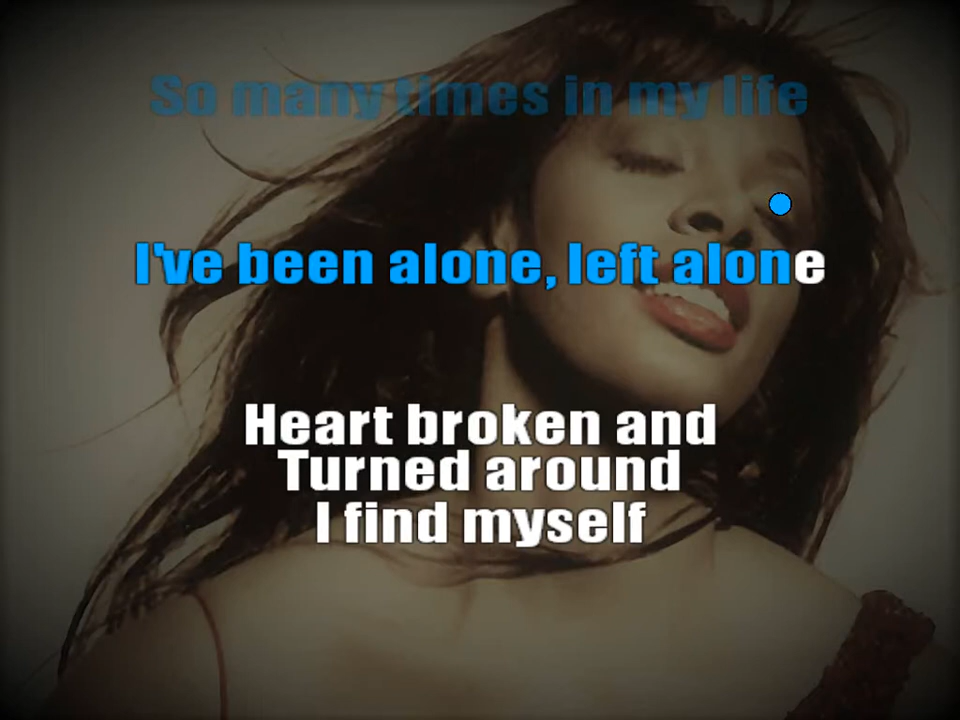 So many times in my life
I've been alone, left alone
Heart broken and
Turned around
I find myself